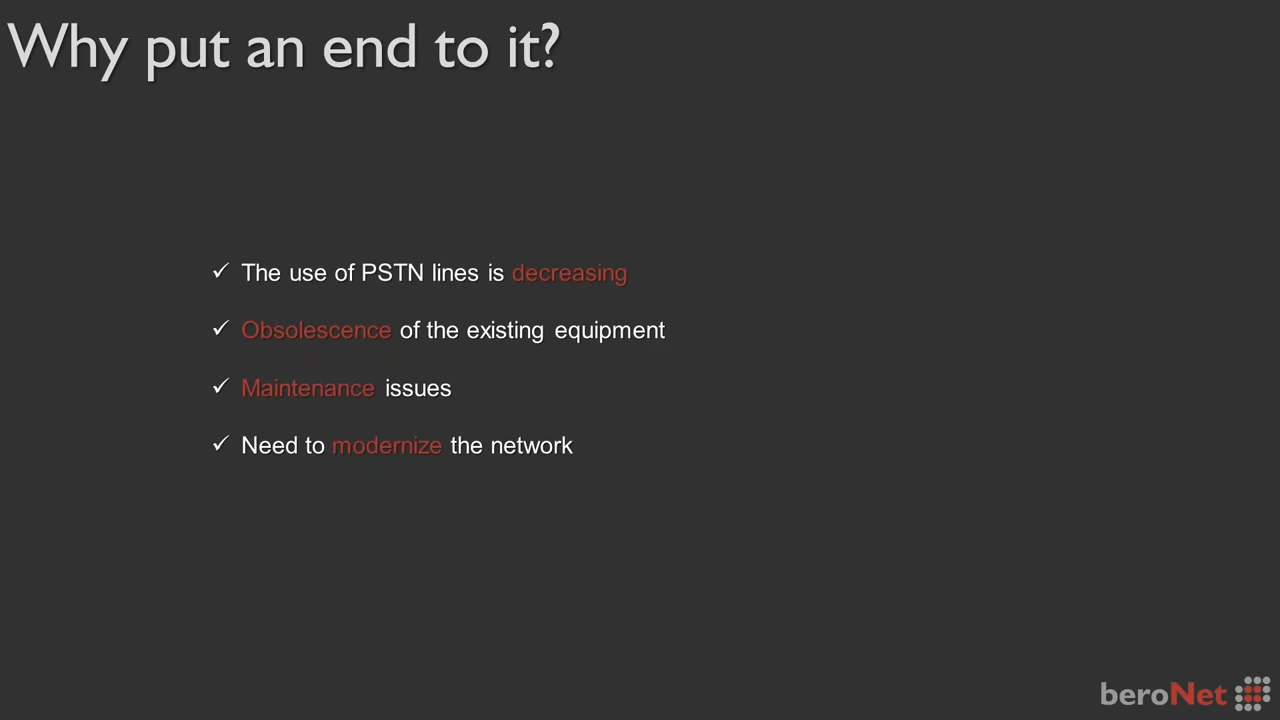 Why put an end to it?
✓ The use of PSTN lines is decreasing
✓ Obsolescence of the existing equipment
✓ Maintenance issues
✓ Need to modernize the network
beroNet